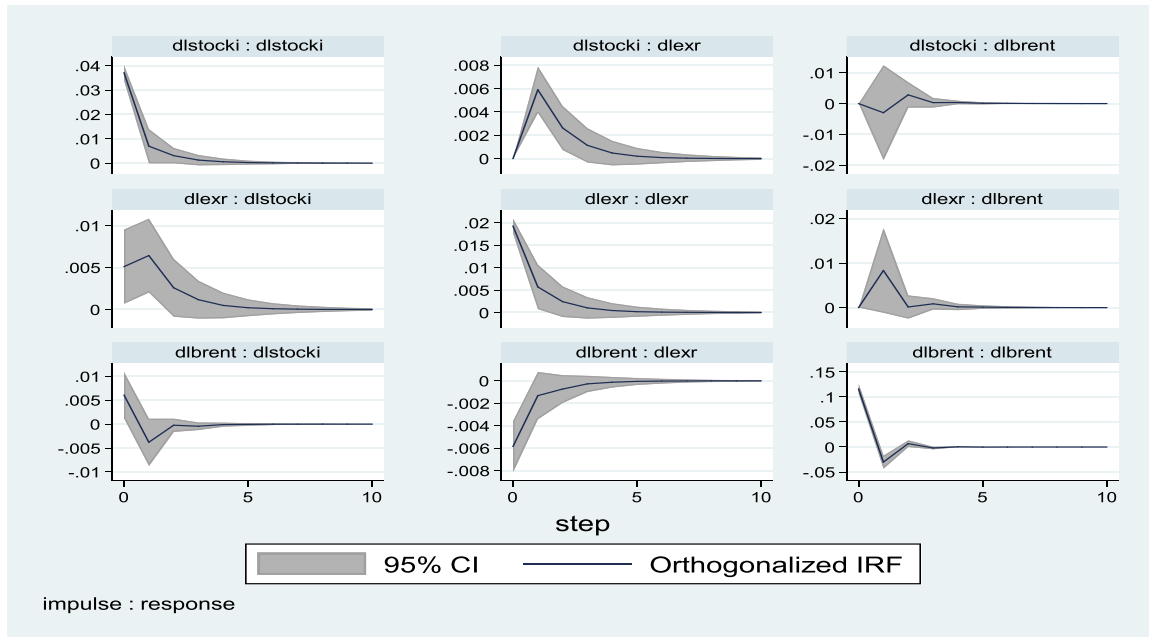 dlstocki : dlstocki
dlstocki : dlexr
dlstocki : dlbrent
.04
.03
.02
.01
0
.008
.006
.004
.002
0
.01
0
-.01
-.02
dlexr : dlstocki
dlexr : dlexr
dlexr : dlbrent
.01
.005
0
.02
.015
.01
.005
0
.02
.01
0
dlbrent : dlstocki
dlbrent : dlexr
dlbrent : dlbrent
.01
.005
0
-.005
-.01
0
-.002
-.004
-.006
-.008
.15
.1
.05
0
-.05
0 5 10
0 5 10
0 5 10
step
95% CI
Orthogonalized IRF
impulse : response